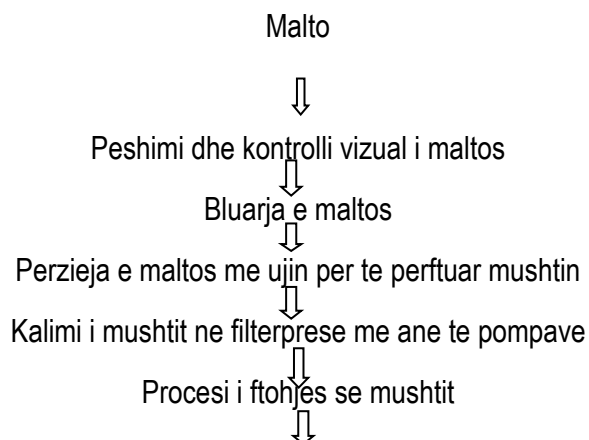 Malto
Peshimi dhe kontrolli vizual i maltos
Bluarja e maltos
Perzieja e maltos me ujin per te perftuar mushtin
Kalimi i mushtit ne filterprese me ane te pompave
Procesi i ftohjes se mushtit